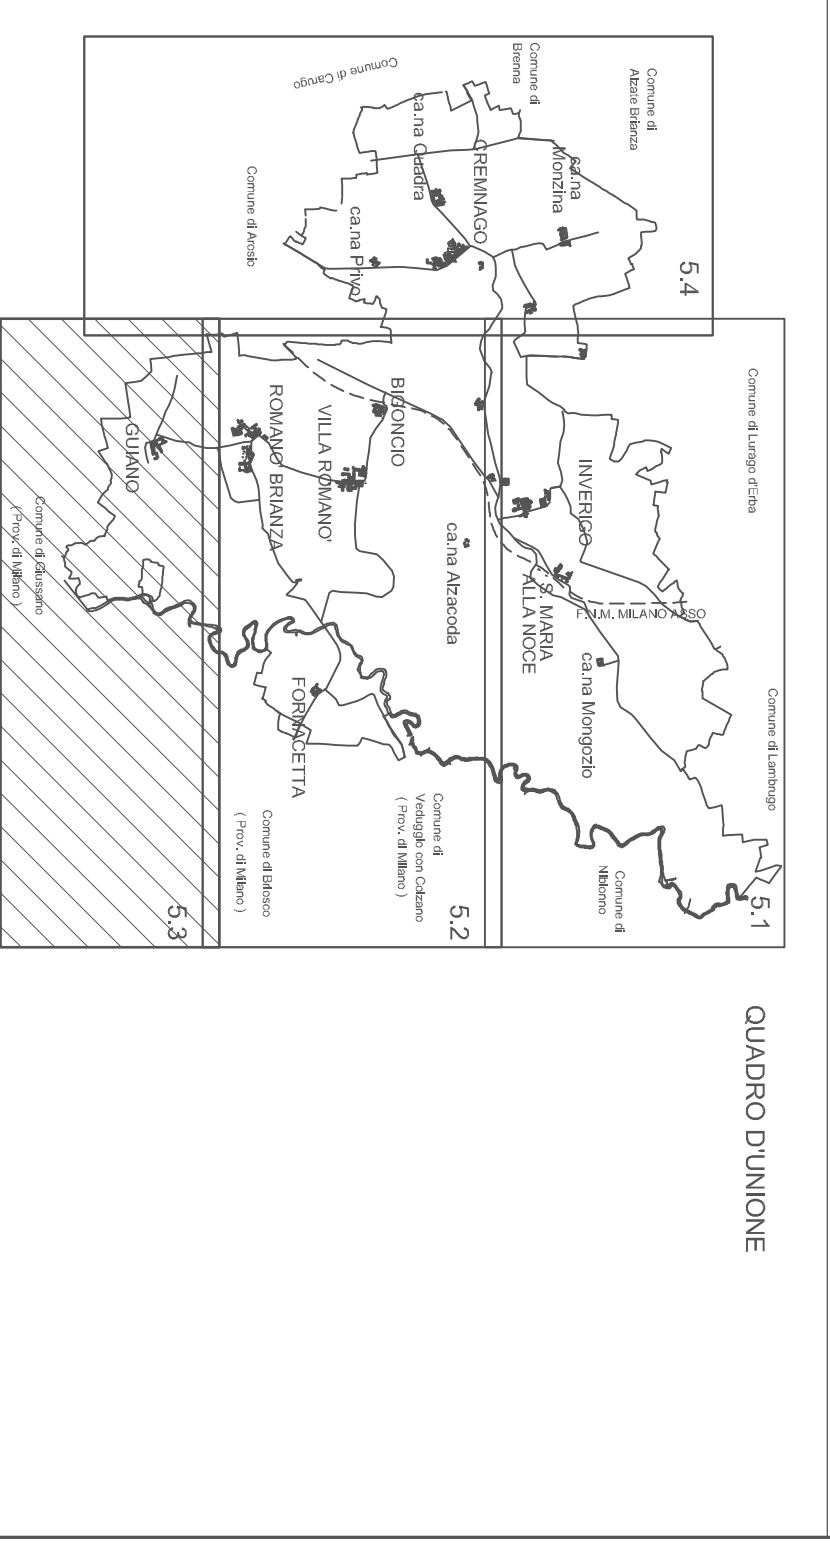 QUADRO D'UNIONE
Comune di
Alzate Brianza
Comune di
Brenna
Comune di Carugo
ca.na
Monzina
CREMNAGO
ca.na Quadra
ca.na Privo
Comune di Arosio
5.4
Comune di Lurago d'Erba
INVERIGO
F.N.M. MILANO ASSO
S. MARIA
ALLA NOCE
ca.na Mongozio
Comune di Lambrugo
Comune di
Nibionno
5.1
BIGONCIO
VILLA ROMANO'
ROMANO' BRIANZA
ca.na Alzacoda
FORNACETTA
Comune di
Veduggio con Colzano
( Prov. di Milano )
Comune di Briosco
( Prov. di Milano )
5.2
GUIANO
Comune di Giussano
( Prov. di Milano )
5.3